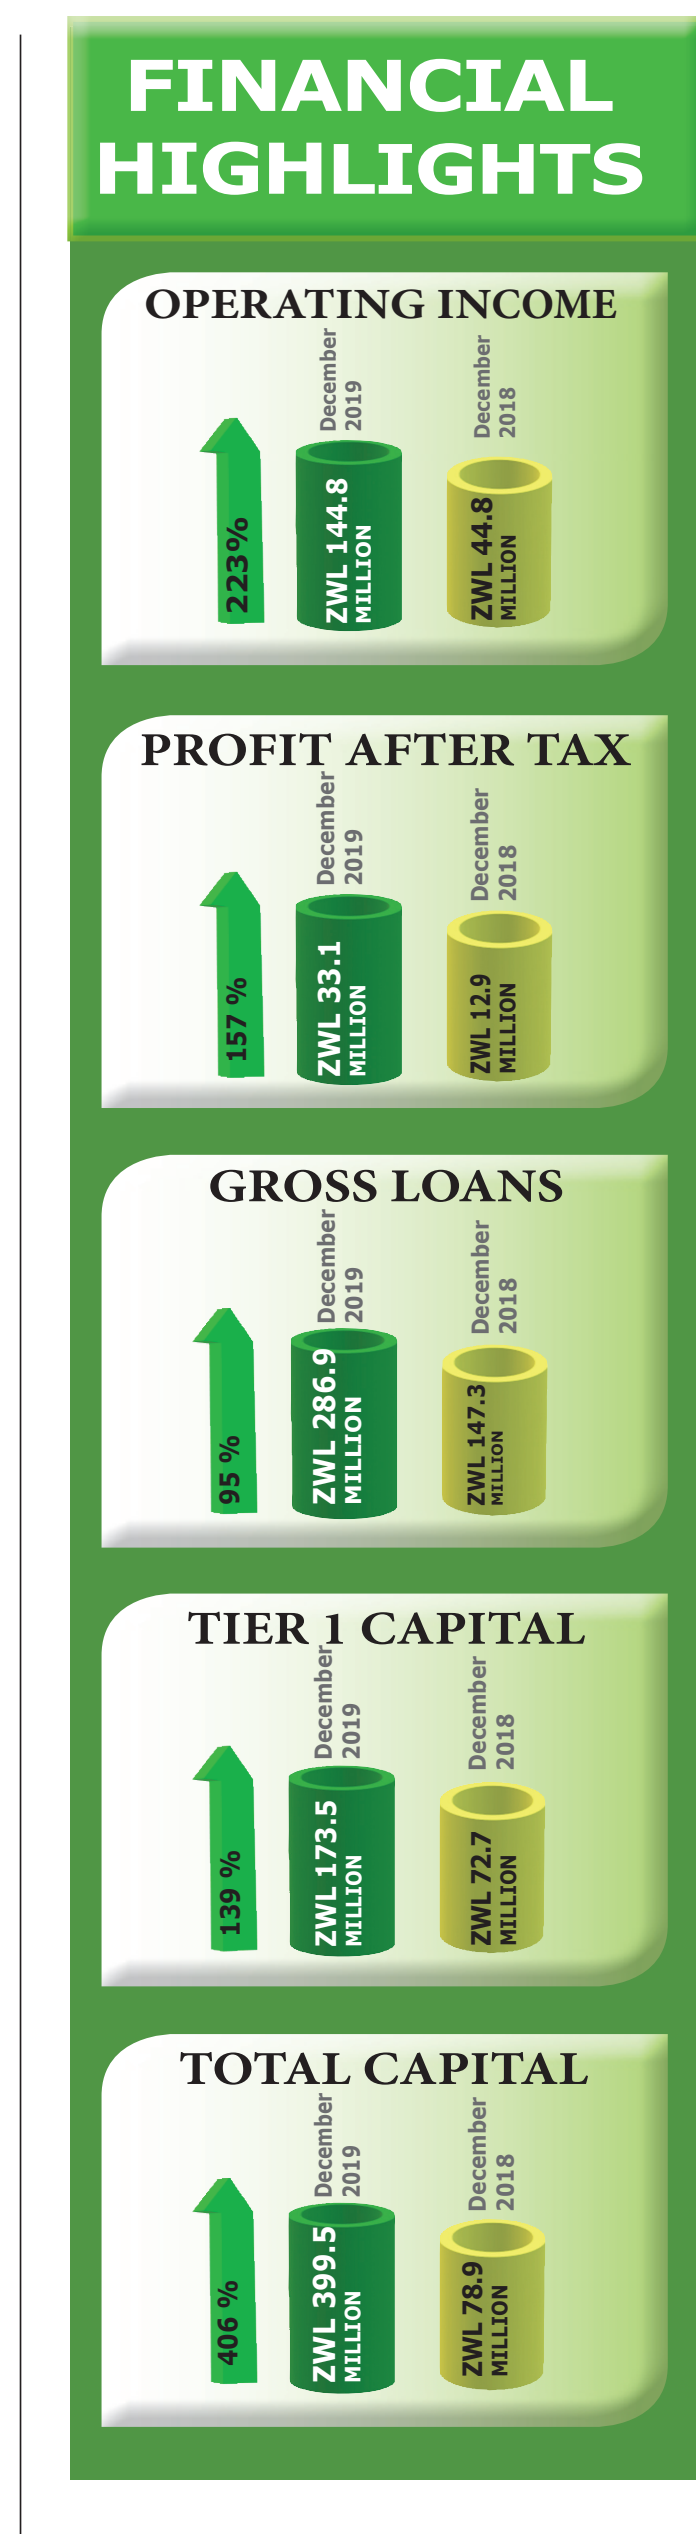 FINANCIAL
HIGHLIGHTS
OPERATING INCOME
223%
December
2019
ZWL 144.8
MILLION
December
2018
ZWL 44.8
MILLION
PROFIT AFTER TAX
157 %
December
2019
ZWL 33.1
MILLION
December
2018
ZWL 12.9
MILLION
GROSS LOANS
95 %
December
2019
ZWL 286.9
MILLION
December
2018
ZWL 147.3
MILLION
TIER 1 CAPITAL
139 %
December
2019
ZWL 173.5
MILLION
December
2018
ZWL 72.7
MILLION
TOTAL CAPITAL
406 %
December
2019
ZWL 399.5
MILLION
December
2018
ZWL 78.9
MILLION